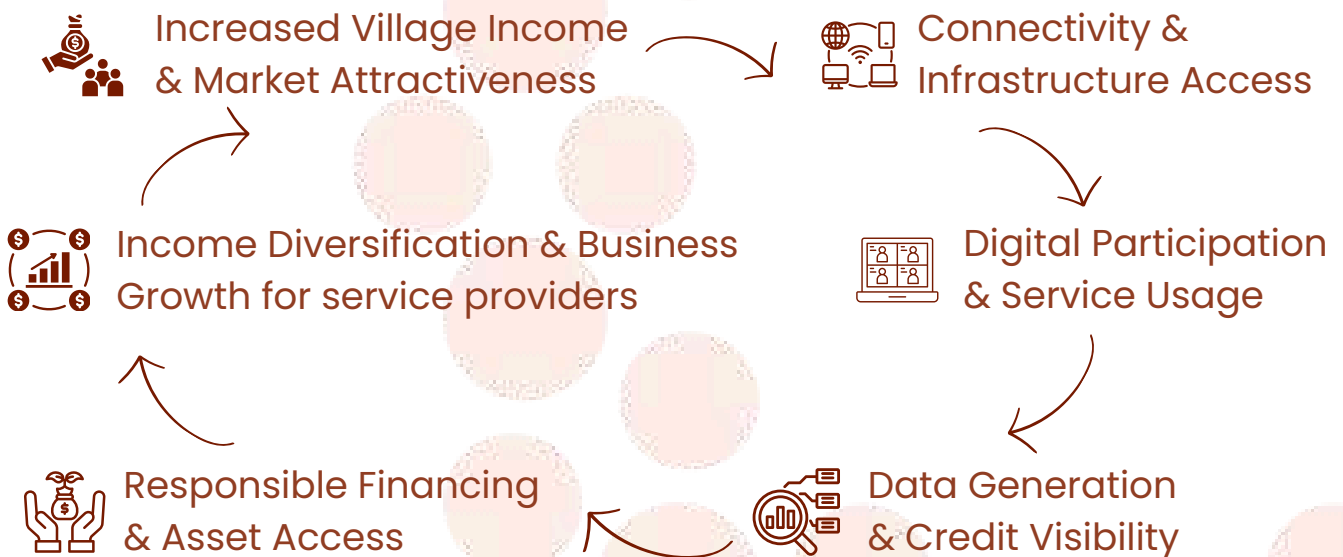 Increased Village Income
& Market Attractiveness
Connectivity &
Infrastructure Access
Digital Participation
& Service Usage
Data Generation
& Credit Visibility
Responsible Financing
& Asset Access
Income Diversification & Business
Growth for service providers